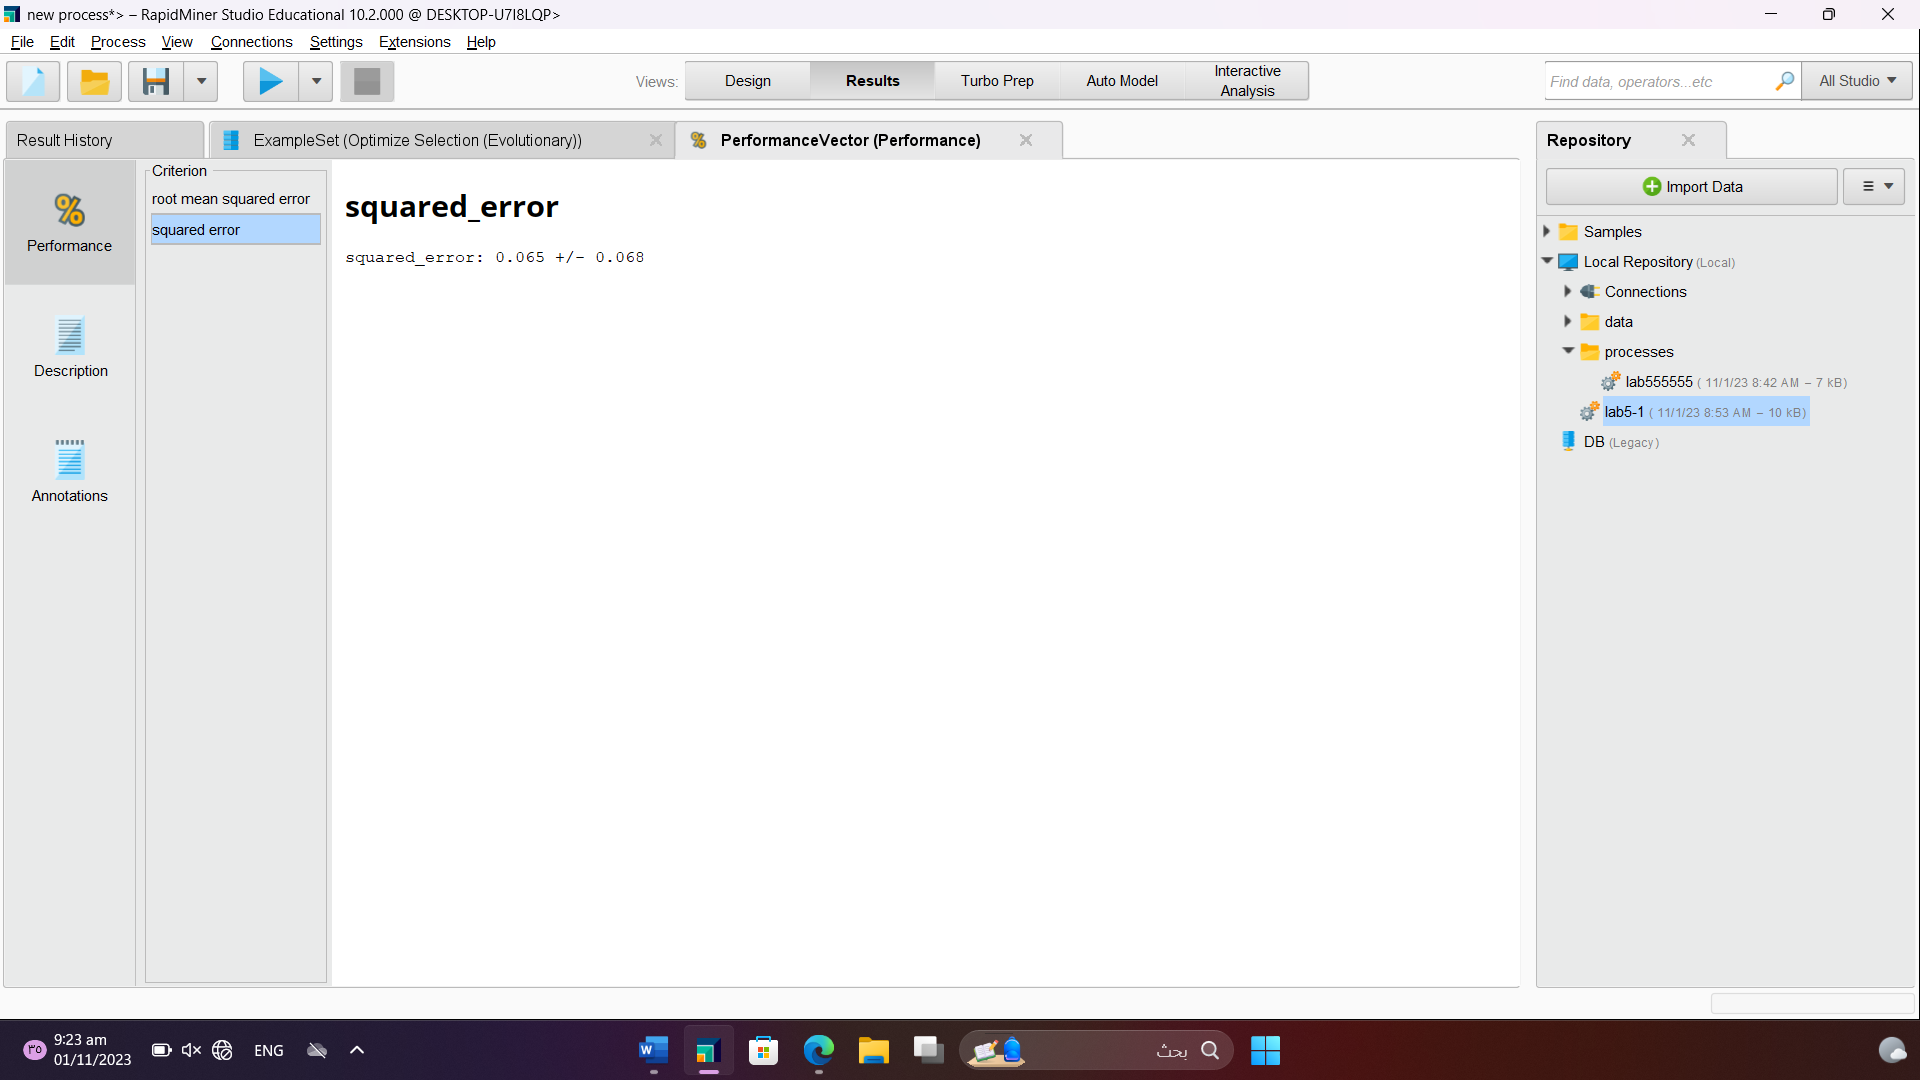 new process*> – RapidMiner Studio Educational 10.2.000 @ DESKTOP-U7I8LQP>
File Edit Process View Connections Settings Extensions Help
Views: Design Results Turbo Prep Auto Model Interactive Analysis
Find data, operators...etc
All Studio
Result History
ExampleSet (Optimize Selection (Evolutionary))
PerformanceVector (Performance)
Performance
Description
Annotations
Criterion
root mean squared error
squared error
squared_error
squared_error: 0.065 +/- 0.068
Repository
Import Data
Samples
Local Repository (Local)
Connections
data
processes
lab555555 ( 11/1/23 8:42 AM – 7 kB)
lab5-1 ( 11/1/23 8:53 AM – 10 kB)
DB (Legacy)
٣٥
9:23 am
01/11/2023
ENG
بحث